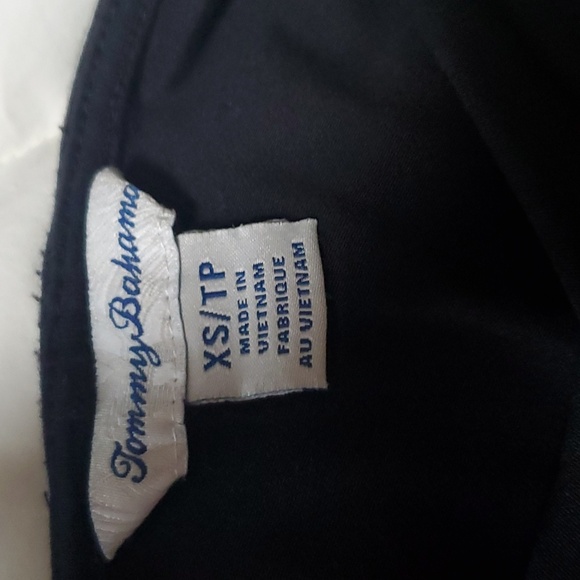 Tommy Bahama
XS/TP
MADE IN
VIETNAM
FABRIQUE
AU VIETNAM